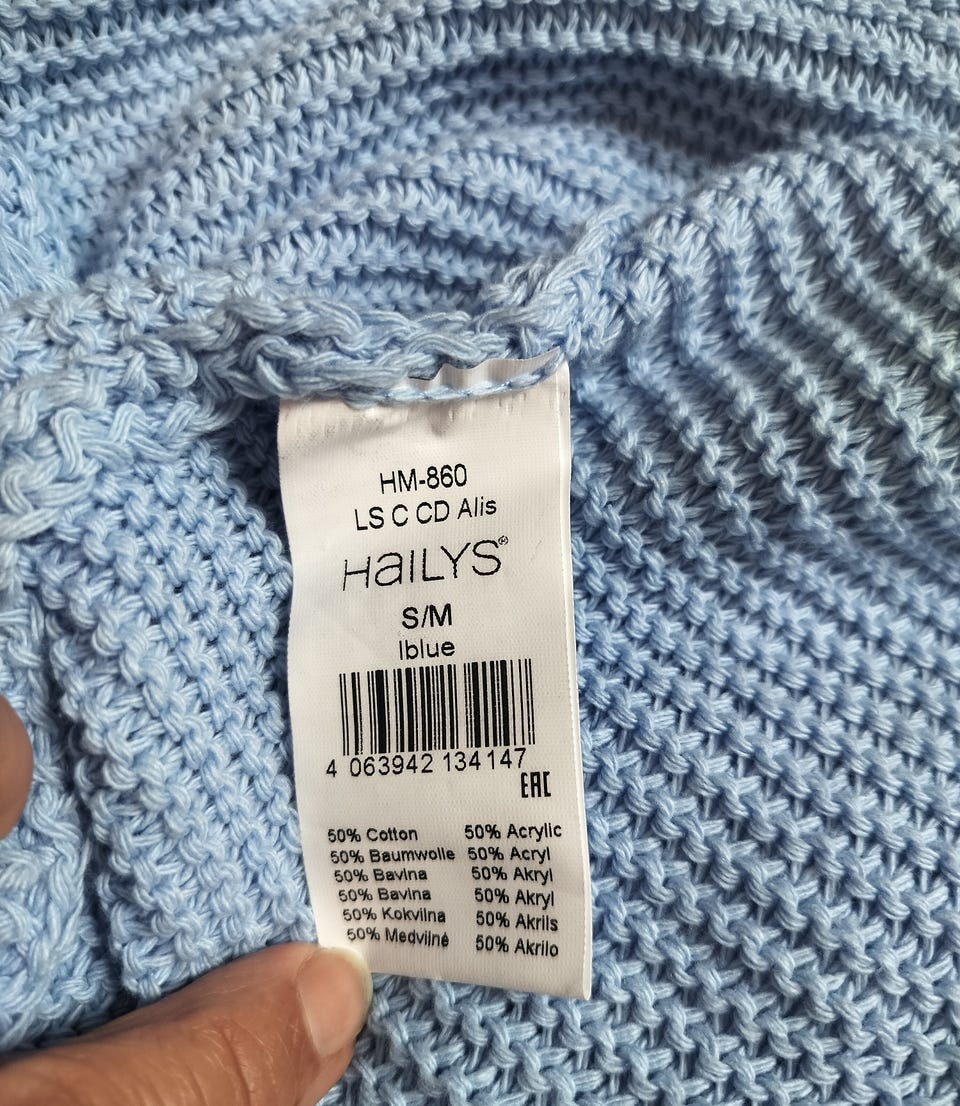 HM-860
LS C CD Alis
HaiLYS®
S/M
lblue
4 063942 134147
EAC
50% Cotton 50% Acrylic
50% Baumwolle 50% Acryl
50% Bavlna 50% Akryl
50% Bavlna 50% Akryl
50% Kokvilna 50% Akrils
50% Medvilnė 50% Akrilo